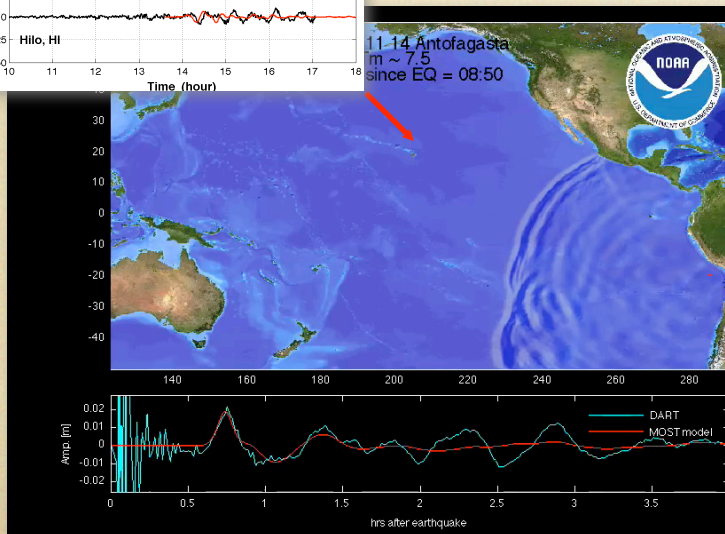 0
25
50
Hilo, HI
10 11 12 13 14 15 16 17 18
Time (hour)
11 14 Antofagasta
m ~ 7.5
since EQ = 08:50
NATIONAL OCEANIC AND ATMOSPHERIC ADMINISTRATION
NOAA
U.S. DEPARTMENT OF COMMERCE
30
20
10
0
-10
-20
-30
-40
140 160 180 200 220 240 260 280
0.02
0.01
0
-0.01
-0.02
Amp. [m]
DART
MOST model
0 0.5 1 1.5 2 2.5 3 3.5
hrs after earthquake